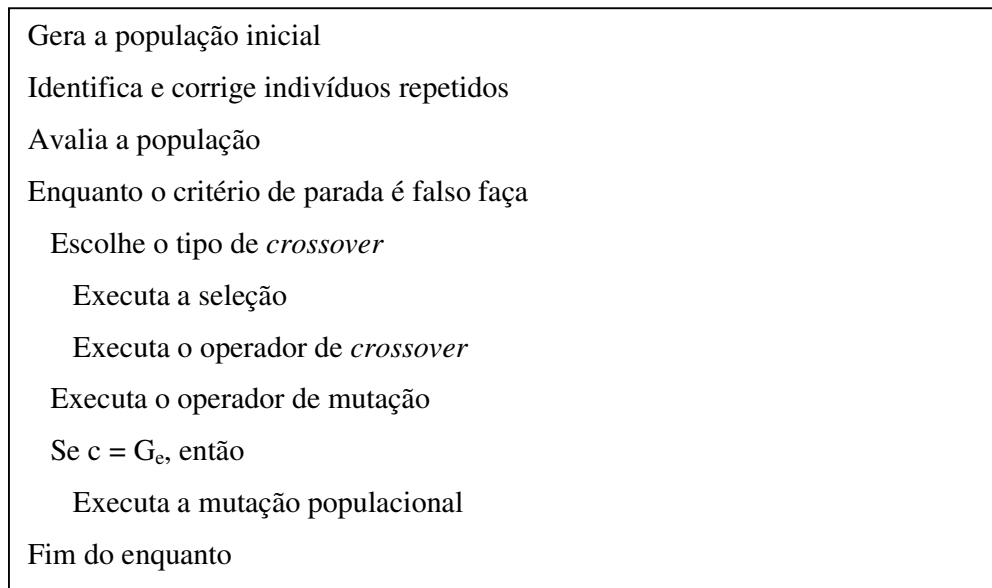 Gera a população inicial
Identifica e corrige indivíduos repetidos
Avalia a população
Enquanto o critério de parada é falso faça
Escolhe o tipo de crossover
Executa a seleção
Executa o operador de crossover
Executa o operador de mutação
Se c = Gₑ, então
Executa a mutação populacional
Fim do enquanto